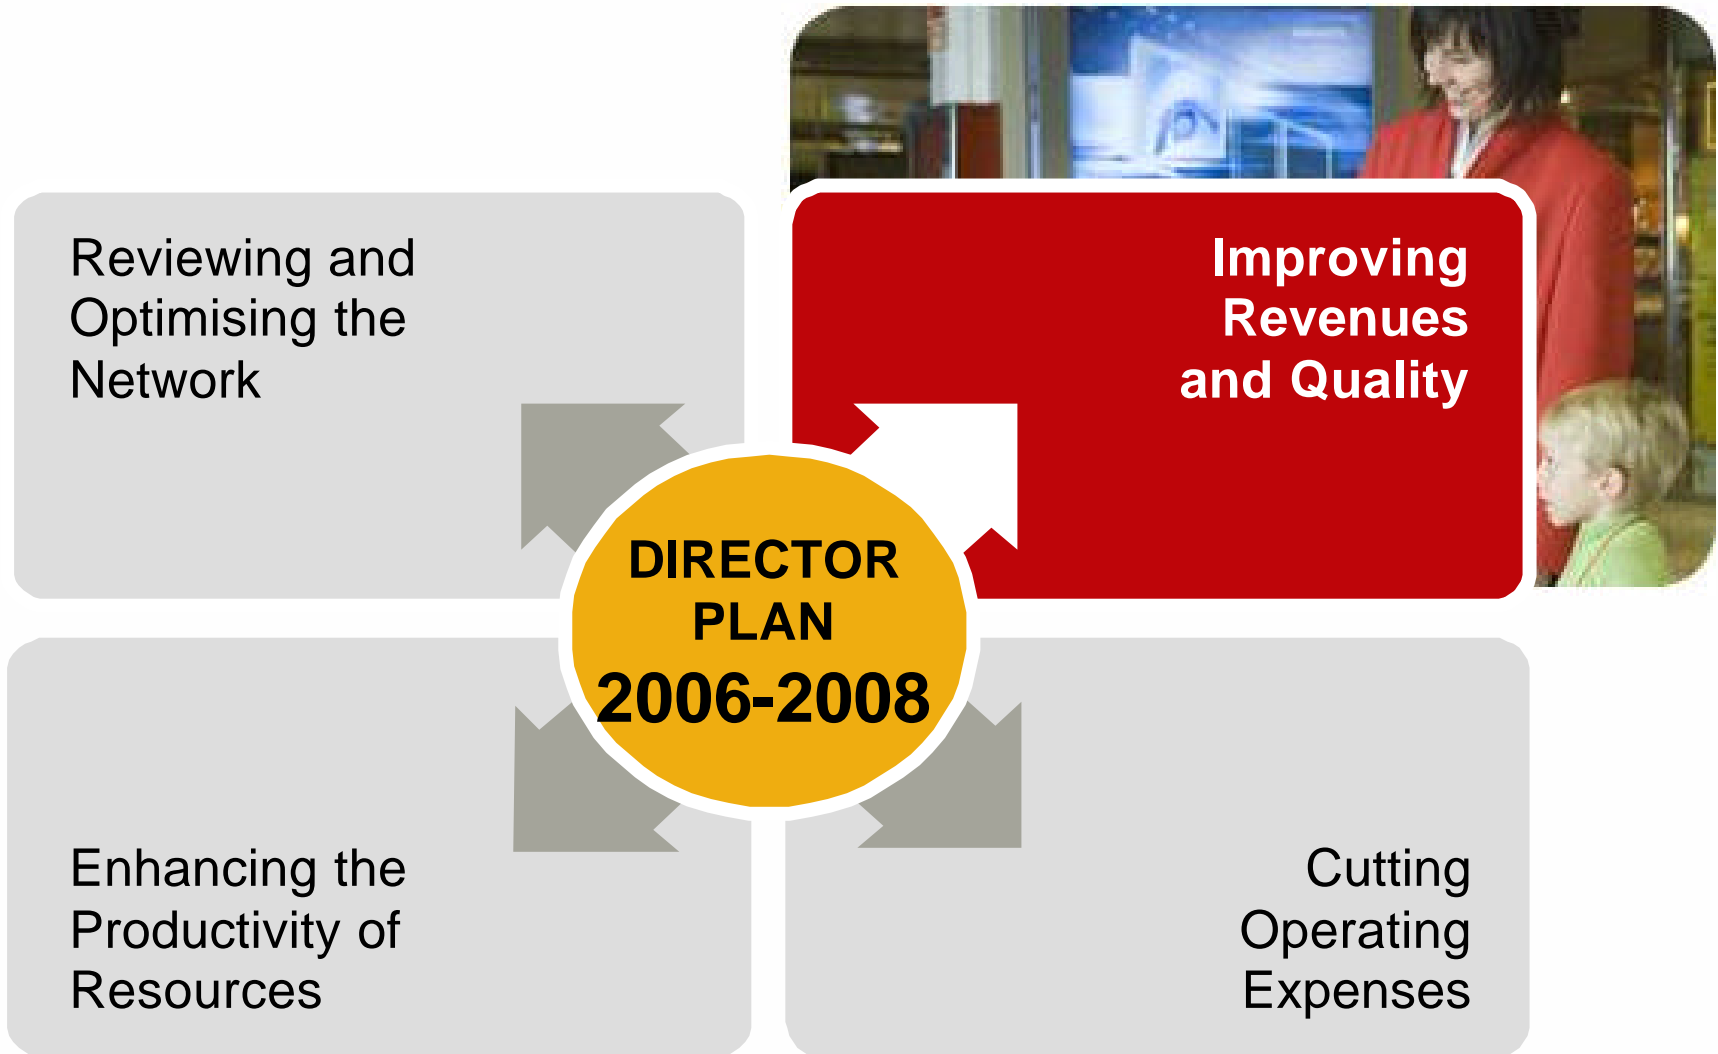 Reviewing and
Optimising the
Network
Improving
Revenues
and Quality
DIRECTOR
PLAN
2006-2008
Enhancing the
Productivity of
Resources
Cutting
Operating
Expenses